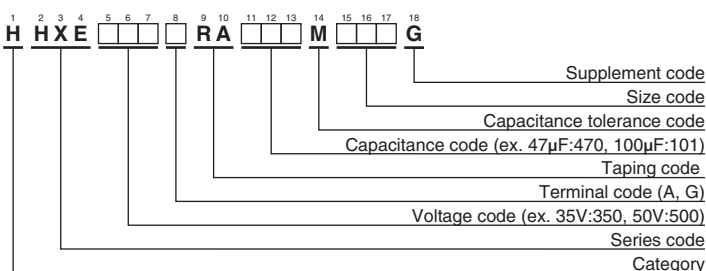 1 2 3 4 5 6 7 8 9 10 11 12 13 14 15 16 17 18
H HXE RA M G
Supplement code
Size code
Capacitance tolerance code
Capacitance code (ex. 47µF:470, 100µF:101)
Taping code
Terminal code (A, G)
Voltage code (ex. 35V:350, 50V:500)
Series code
Category